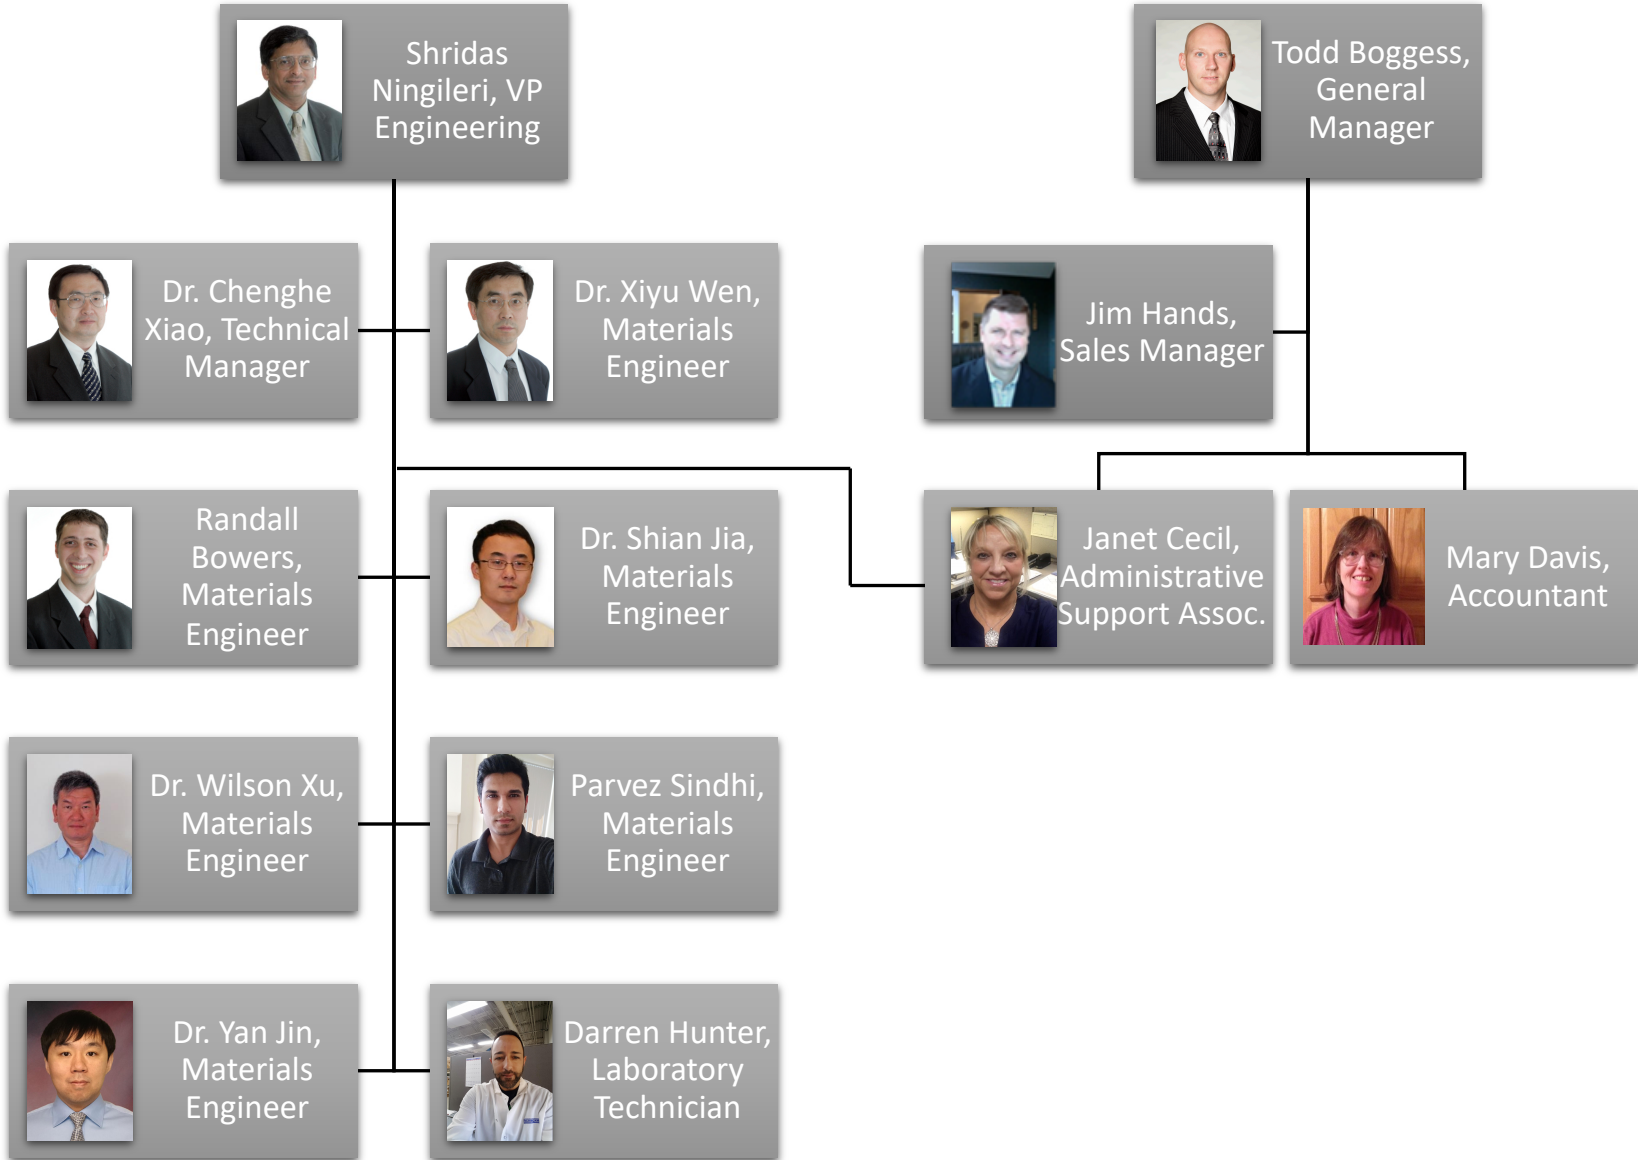 Shridas
Ningileri, VP
Engineering
Todd Boggess,
General
Manager
Dr. Chenghe
Xiao, Technical
Manager
Dr. Xiyu Wen,
Materials
Engineer
Jim Hands,
Sales Manager
Randall
Bowers,
Materials
Engineer
Dr. Shian Jia,
Materials
Engineer
Janet Cecil,
Administrative
Support Assoc.
Mary Davis,
Accountant
Dr. Wilson Xu,
Materials
Engineer
Parvez Sindhi,
Materials
Engineer
Dr. Yan Jin,
Materials
Engineer
Darren Hunter,
Laboratory
Technician